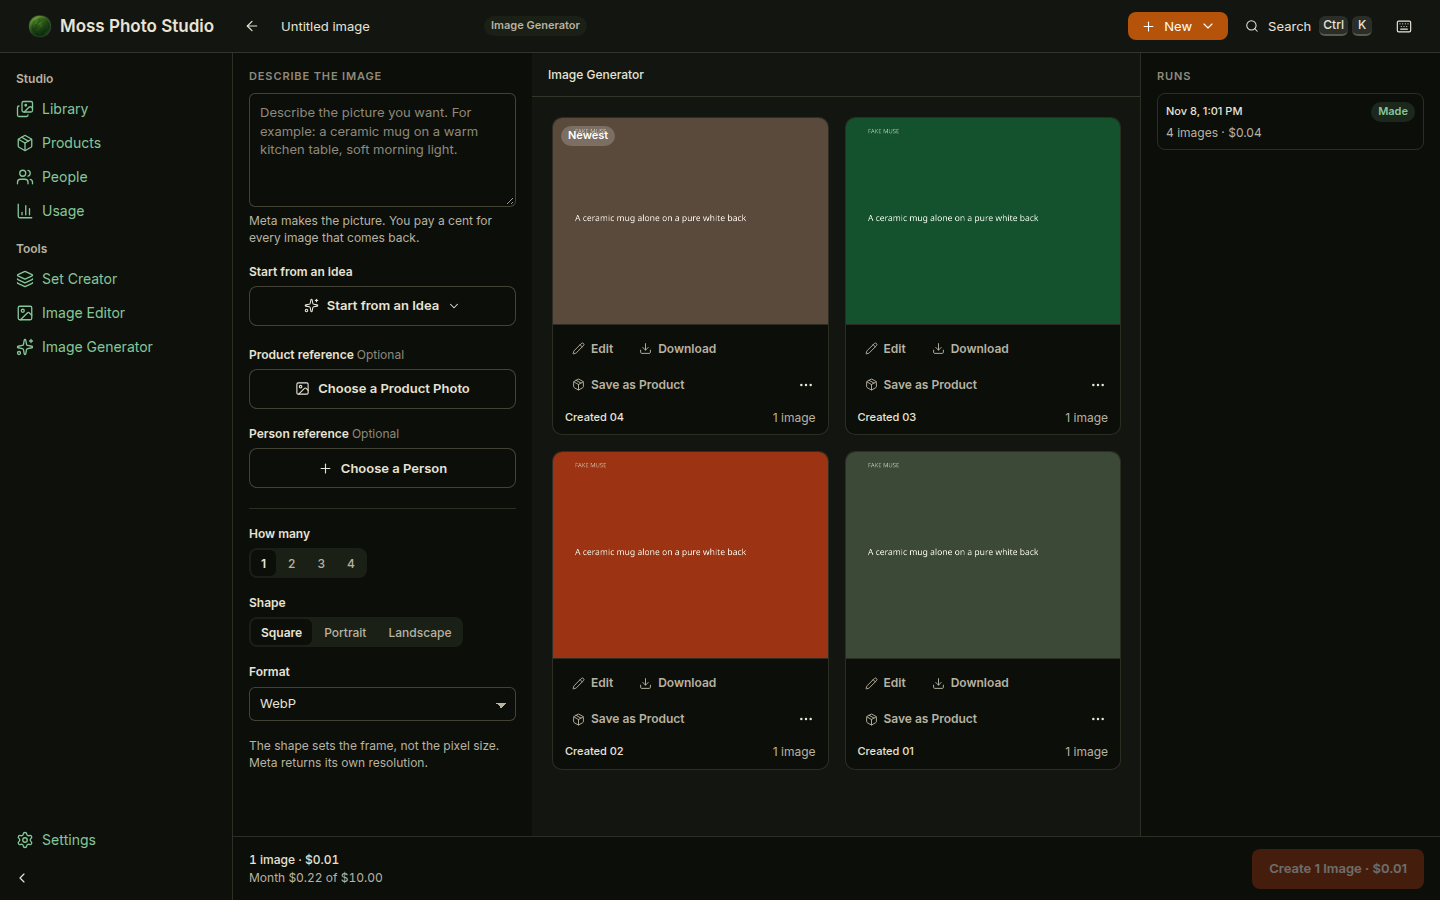 Moss Photo Studio
Untitled image
Image Generator
New
Search Ctrl K
Studio
Library
Products
People
Usage
Tools
Set Creator
Image Editor
Image Generator
Settings
DESCRIBE THE IMAGE
Describe the picture you want. For
example: a ceramic mug on a warm
kitchen table, soft morning light.
Meta makes the picture. You pay a cent for
every image that comes back.
Start from an idea
Start from an Idea
Product reference Optional
Choose a Product Photo
Person reference Optional
Choose a Person
How many
1 2 3 4
Shape
Square Portrait Landscape
Format
WebP
The shape sets the frame, not the pixel size.
Meta returns its own resolution.
Image Generator
Newest
A ceramic mug alone on a pure white back
Edit Download
Save as Product
Created 04 1 image
FAKE MUSE
A ceramic mug alone on a pure white back
Edit Download
Save as Product
Created 03 1 image
FAKE MUSE
A ceramic mug alone on a pure white back
Edit Download
Save as Product
Created 02 1 image
FAKE MUSE
A ceramic mug alone on a pure white back
Edit Download
Save as Product
Created 01 1 image
RUNS
Nov 8, 1:01 PM Made
4 images · $0.04
1 image · $0.01
Month $0.22 of $10.00
Create 1 Image · $0.01